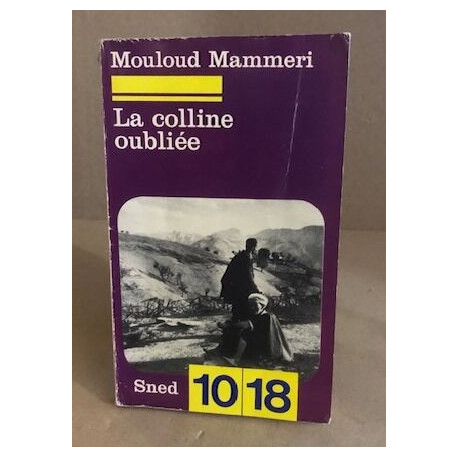 Mouloud Mammeri
La colline
oubliée
Sned 10 18